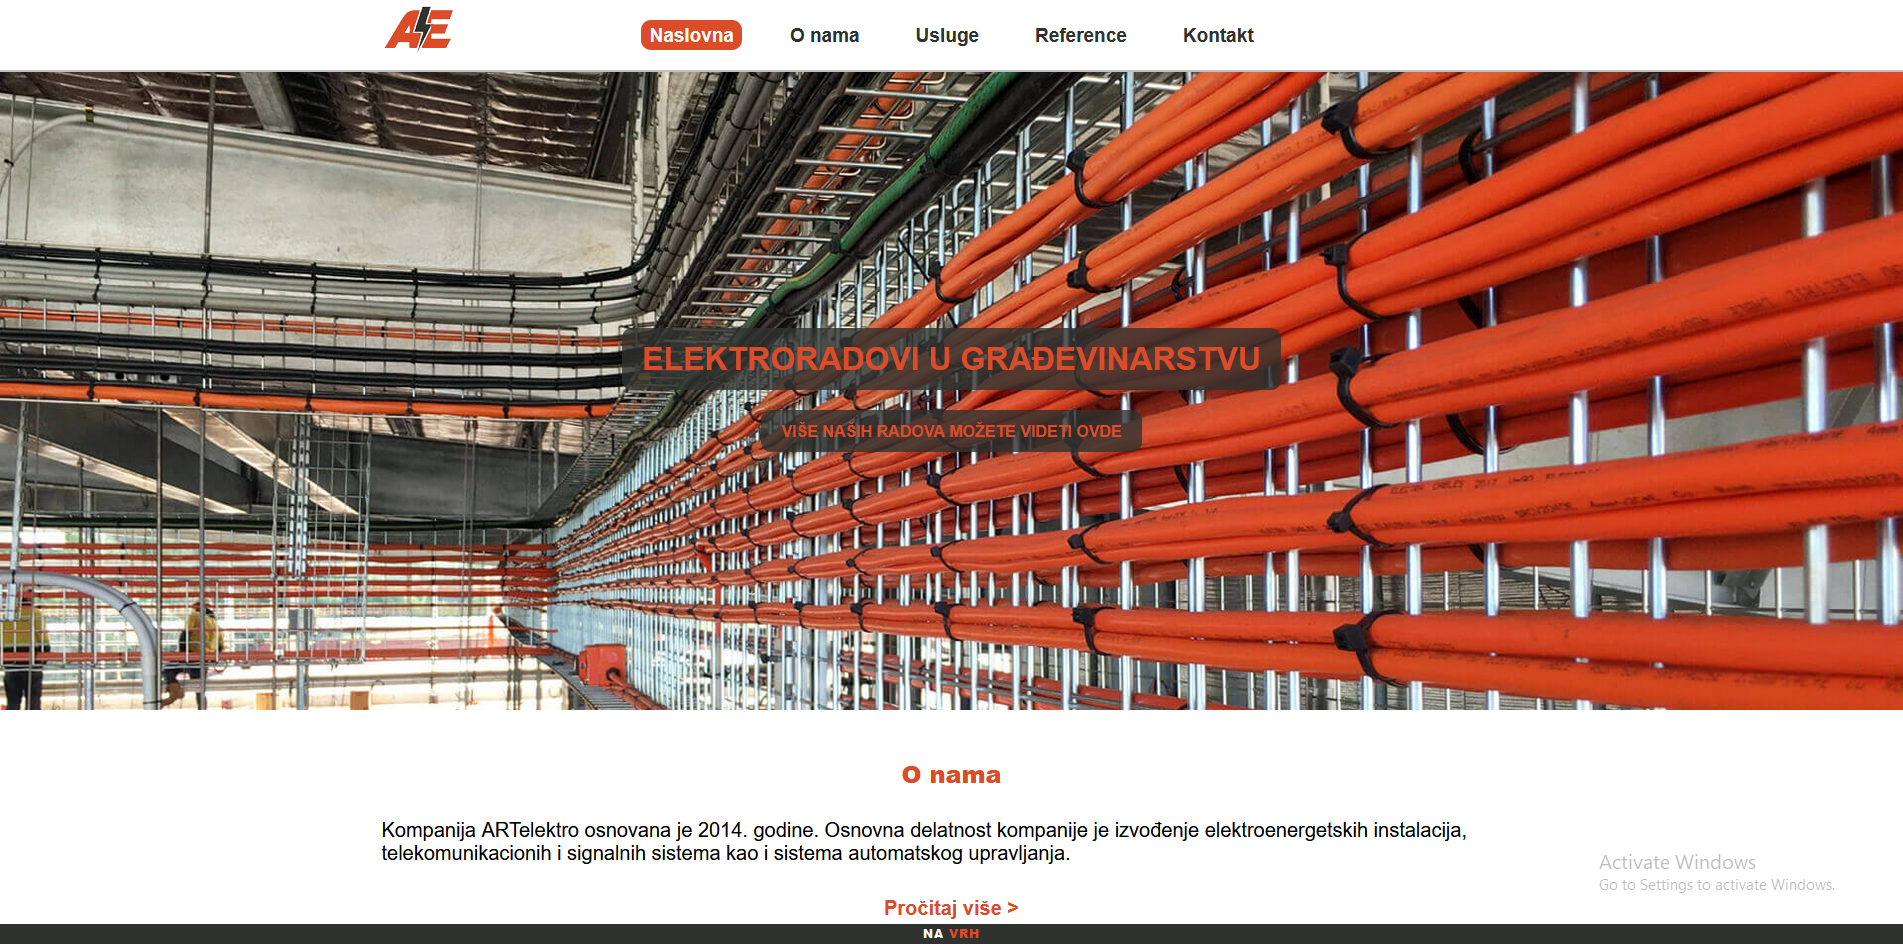 AE
Naslovna
O nama
Usluge
Reference
Kontakt
ELEKTRORADOVI U GRAĐEVINARSTVU
VIŠE NAŠIH RADOVA MOŽETE VIDETI OVDE
O nama
Kompanija ARTelektro osnovana je 2014. godine. Osnovna delatnost kompanije je izvođenje elektroenergetskih instalacija,
telekomunikacionih i signalnih sistema kao i sistema automatskog upravljanja.
Activate Windows
Go to Settings to activate Windows.
Pročitaj više >
NA VRH